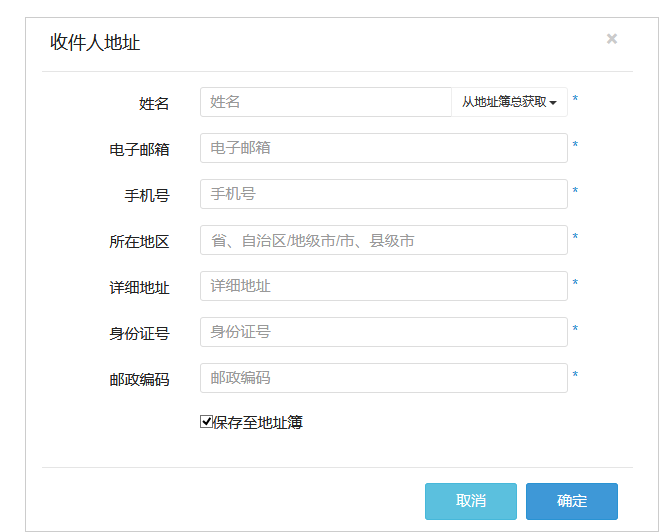 收件人地址 ×
姓名 姓名 从地址簿总获取 *
电子邮箱 电子邮箱 *
手机号 手机号 *
所在地区 省、自治区/地级市/市、县级市 *
详细地址 详细地址 *
身份证号 身份证号 *
邮政编码 邮政编码 *
保存至地址簿
取消 确定